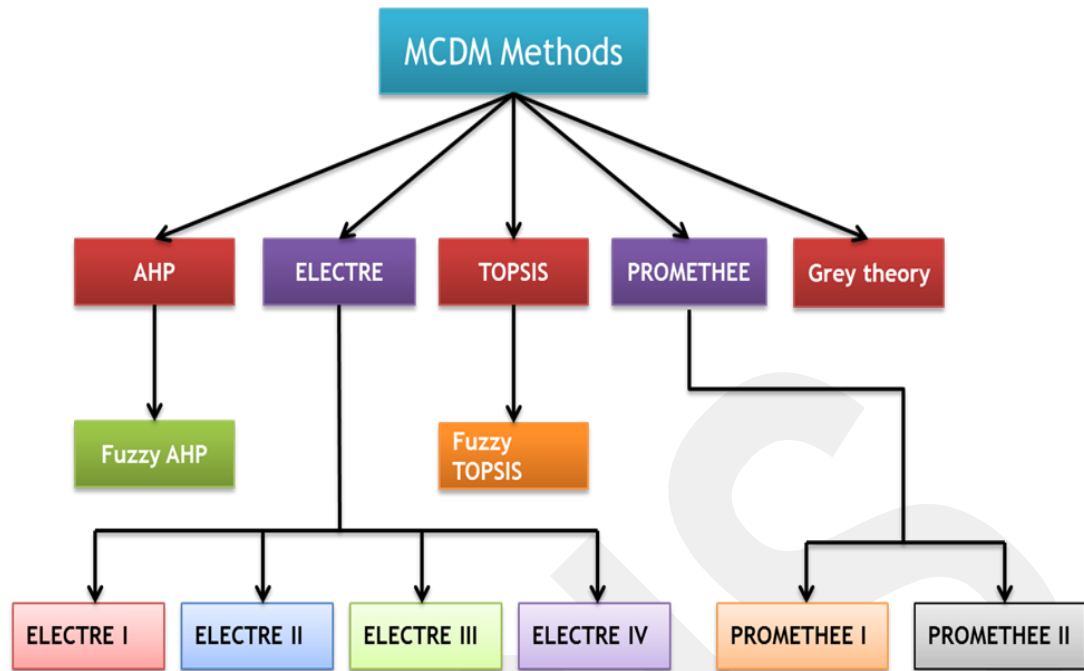 MCDM Methods
AHP
ELECTRE
TOPSIS
PROMETHEE
Grey theory
Fuzzy AHP
Fuzzy
TOPSIS
ELECTRE I
ELECTRE II
ELECTRE III
ELECTRE IV
PROMETHEE I
PROMETHEE II